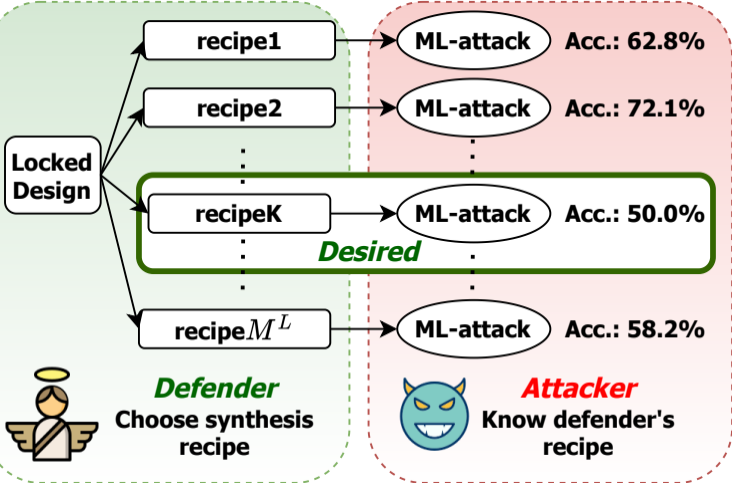 recipe1 ML-attack Acc.: 62.8%
recipe2 ML-attack Acc.: 72.1%
Locked
Design
recipeK ML-attack Acc.: 50.0%
Desired
recipe$M^L$ ML-attack Acc.: 58.2%
Defender
Choose synthesis
recipe
Attacker
Know defender's
recipe